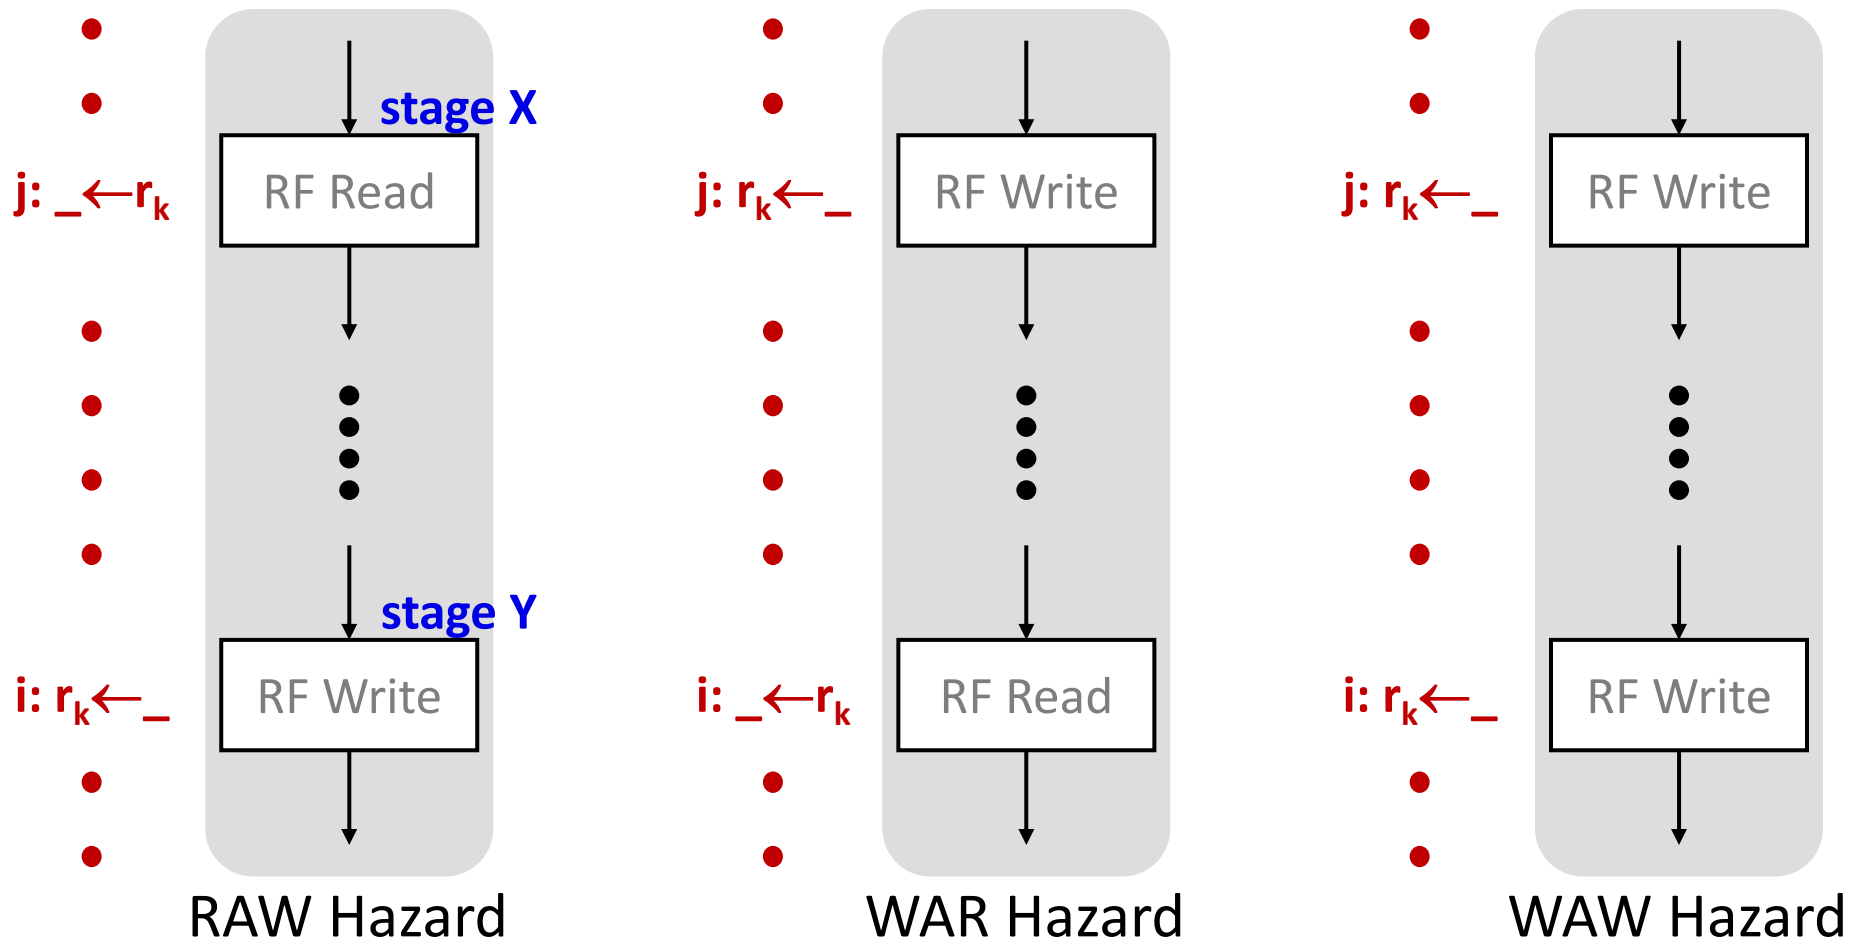 stage X
RF Read
j: _←rk
stage Y
RF Write
i: rk←_
RAW Hazard
RF Write
j: rk←_
RF Read
i: _←rk
WAR Hazard
RF Write
j: rk←_
RF Write
i: rk←_
WAW Hazard